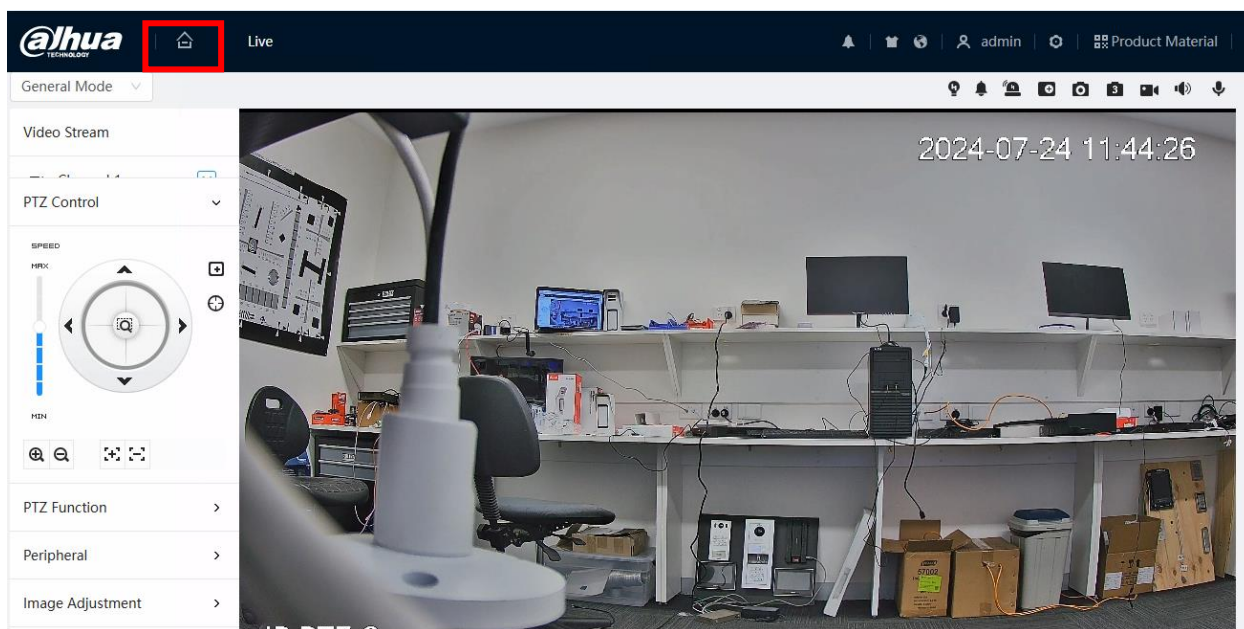 alhua
TECHNOLOGY
Live
admin
Product Material
General Mode
Video Stream
PTZ Control
SPEED
MAX
MIN
PTZ Function
Peripheral
Image Adjustment
2024-07-24 11:44:26
H
57002